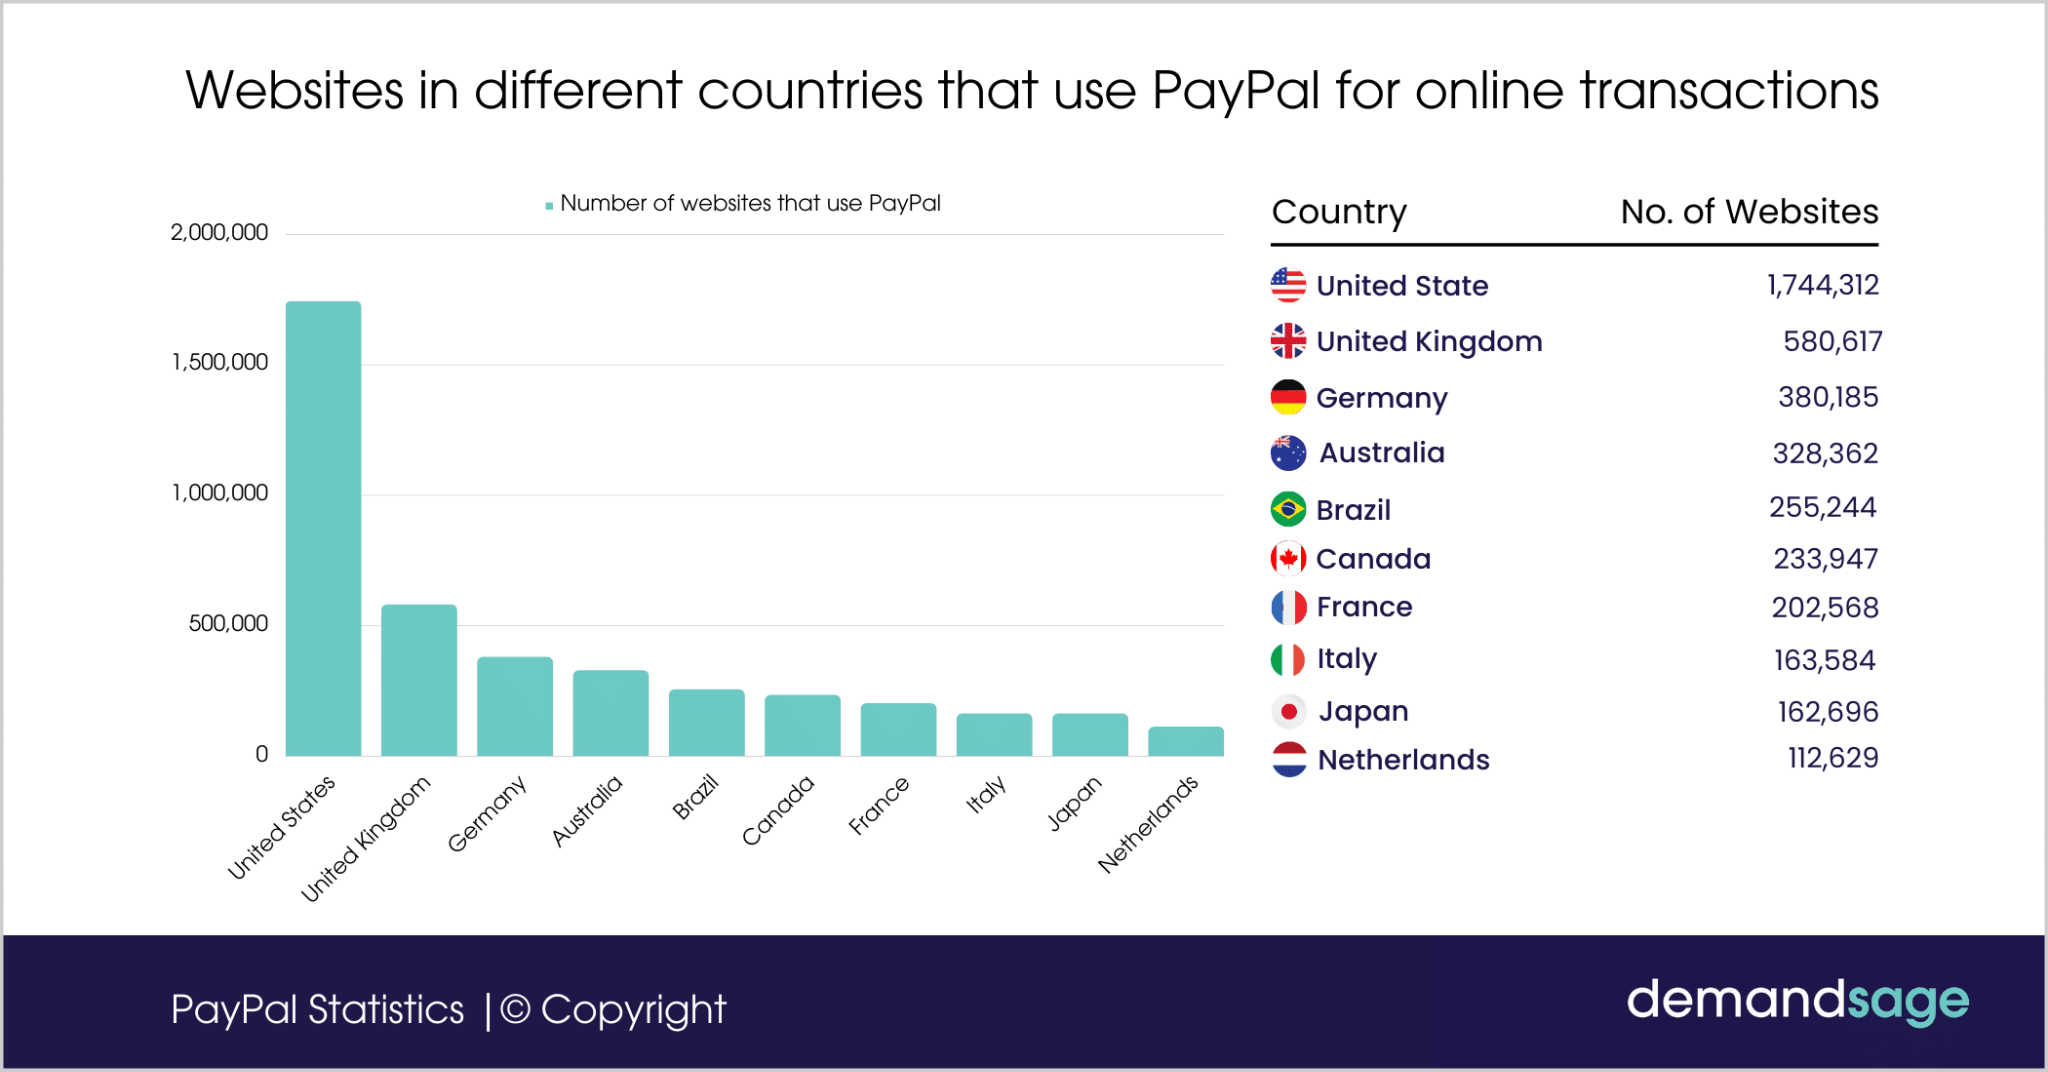 Websites in different countries that use PayPal for online transactions
Number of websites that use PayPal
2,000,000
1,500,000
1,000,000
500,000
0
United States
United Kingdom
Germany
Australia
Brazil
Canada
France
Italy
Japan
Netherlands
Country No. of Websites
United State 1,744,312
United Kingdom 580,617
Germany 380,185
Australia 328,362
Brazil 255,244
Canada 233,947
France 202,568
Italy 163,584
Japan 162,696
Netherlands 112,629
PayPal Statistics |© Copyright
demandsage